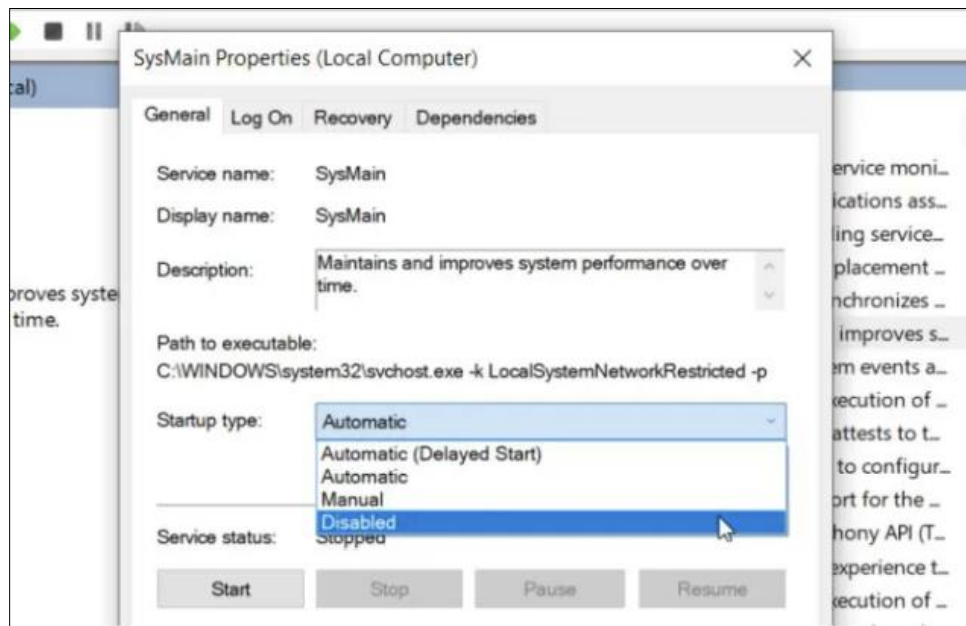 SysMain Properties (Local Computer)
cal)
General Log On Recovery Dependencies
Service name: SysMain
Display name: SysMain
Description: Maintains and improves system performance over
time.
proves syste
time.
Path to executable:
C:\WINDOWS\system32\svchost.exe -k LocalSystemNetworkRestricted -p
Startup type: Automatic
Automatic (Delayed Start)
Automatic
Manual
Disabled
Service status: Stopped
Start Stop Pause Resume
ervice moni...
ications ass...
ling service...
placement ...
nchronizes ...
improves s...
em events a...
xecution of ...
attests to t...
to configur...
ort for the ...
hony API (T...
experience t...
xecution of ...